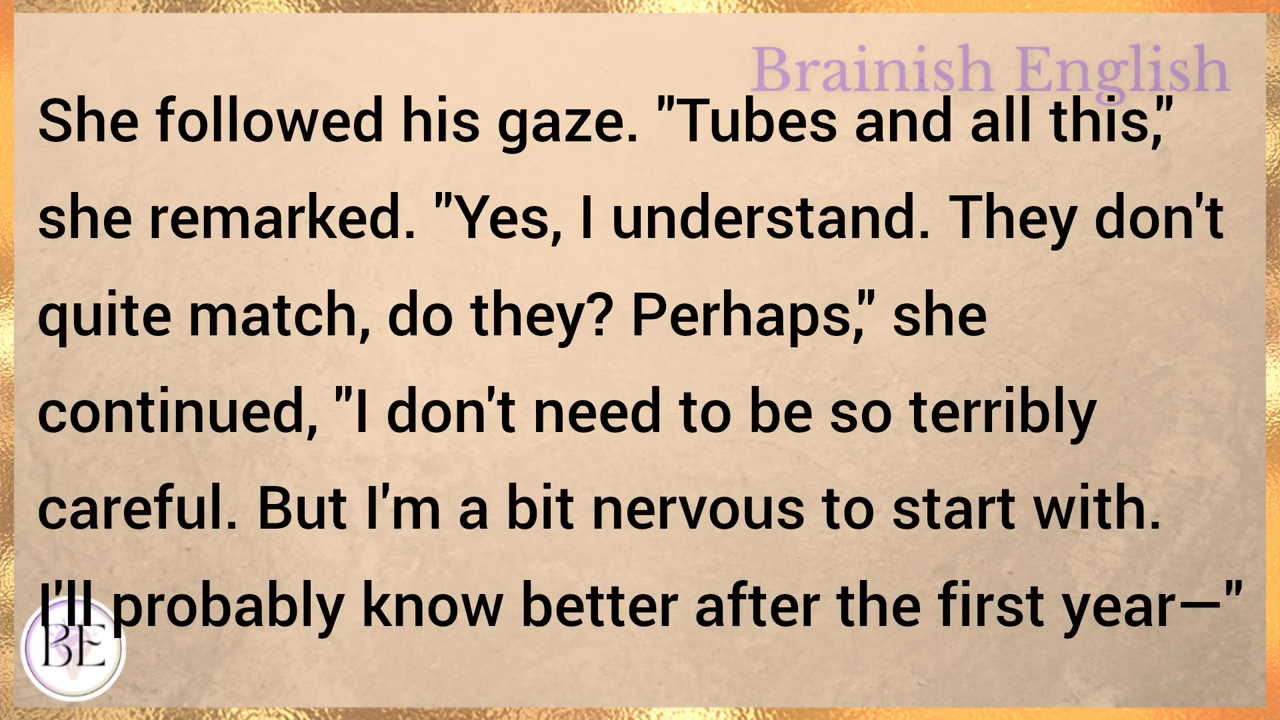 Brainish English
She followed his gaze. "Tubes and all this,"
she remarked. "Yes, I understand. They don't
quite match, do they? Perhaps," she
continued, "I don't need to be so terribly
careful. But I'm a bit nervous to start with.
I'll probably know better after the first year—"
BE